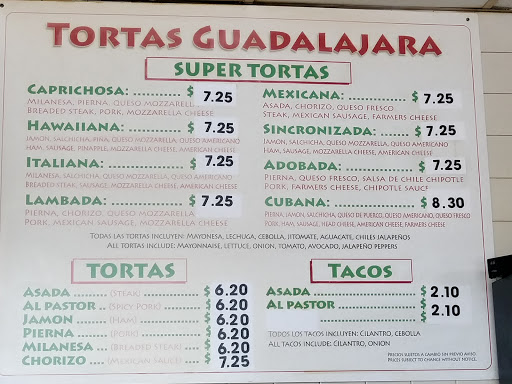 TORTAS GUADALAJARA
SUPER TORTAS
CAPRICHOSA: ............ $ 7.25
MILANESA, PIERNA, QUESO MOZZARELLA
BREADED STEAK, PORK, MOZZARELLA CHEESE
HAWAIIANA: ............ $ 7.25
JAMON, SALCHICHA, PIÑA, QUESO MOZZARELLA, QUESO AMERICANO
HAM, SAUSAGE, PINEAPPLE, MOZZARELLA CHEESE, AMERICAN CHEESE
ITALIANA: ............ $ 7.25
MILANESA, SALCHICHA, QUESO MOZZARELLA, QUESO AMERICANO
BREADED STEAK, SAUSAGE, MOZZARELLA CHEESE, AMERICAN CHEESE
LAMBADA: ............ $ 7.25
PIERNA, CHORIZO, QUESO MOZZARELLA
PORK, MEXICAN SAUSAGE, MOZZARELLA CHEESE
MEXICANA: ............ $ 7.25
ASADA, CHORIZO, QUESO FRESCO
STEAK, MEXICAN SAUSAGE, FARMERS CHEESE
SINCRONIZADA: ............ $ 7.25
JAMON, SALCHICHA, QUESO MOZZARELLA, QUESO AMERICANO
HAM, SAUSAGE, MOZZARELLA CHEESE, AMERICAN CHEESE
ADOBADA: ............ $ 7.25
PIERNA, QUESO FRESCO, SALSA DE CHILE CHIPOTLE
PORK, FARMERS CHEESE, CHIPOTLE SAUCE
CUBANA: ............ $ 8.30
PIERNA, JAMON, SALCHICHA, QUESO DE PUERCO, QUESO AMERICANO, QUESO FRESCO
PORK, HAM, SAUSAGE, HEAD CHEESE, AMERICAN CHEESE, FARMERS CHEESE
TODAS LAS TORTAS INCLUYEN: MAYONESA, LECHUGA, CEBOLLA, JITOMATE, AGUACATE, CHILES JALAPEÑOS
ALL TORTAS INCLUDE: MAYONNAISE, LETTUCE, ONION, TOMATO, AVOCADO, JALAPEÑO PEPPERS
TORTAS
ASADA (STEAK) ............ $ 6.20
AL PASTOR (SPICY PORK) ............ $ 6.20
JAMON (HAM) ............ $ 6.20
PIERNA (PORK) ............ $ 6.20
MILANESA (BREADED STEAK) ............ $ 6.20
CHORIZO (MEXICAN SAUCE) ............ $ 7.25
TACOS
ASADA ............ $ 2.10
AL PASTOR ............ $ 2.10
TODOS LOS TACOS INCLUYEN: CILANTRO, CEBOLLA
ALL TACOS INCLUDE: CILANTRO, ONION
PRECIOS SUJETOS A CAMBIO SIN PREVIO AVISO.
PRICES SUBJECT TO CHANGE WITHOUT NOTICE.